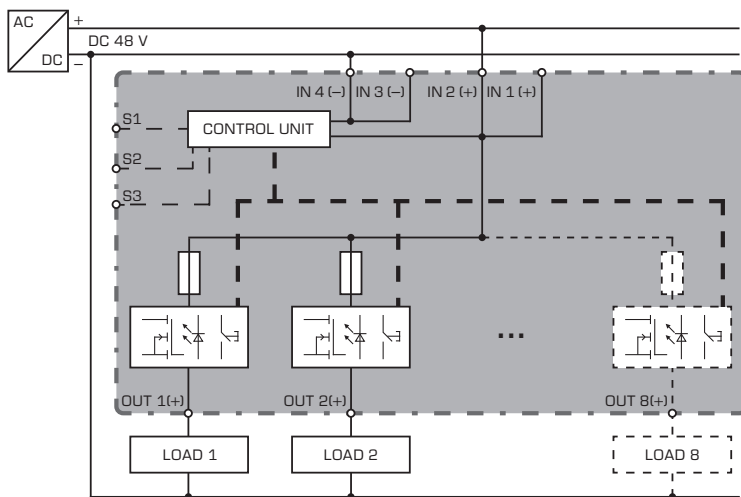 AC
+
DC 48 V
DC
−
IN 4 (−) IN 3 (−) IN 2 (+) IN 1 (+)
S1
CONTROL UNIT
S2
S3
...
OUT 1(+) OUT 2(+) OUT 8(+)
LOAD 1 LOAD 2 LOAD 8